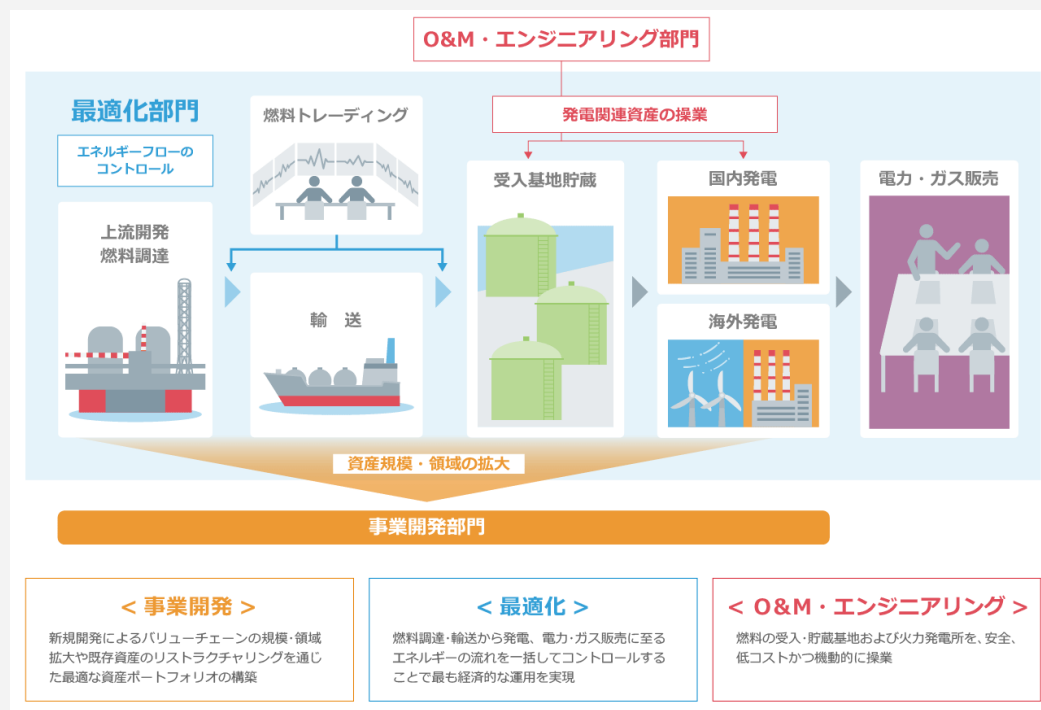 O&M・エンジニアリング部門
最適化部門
エネルギーフローの
コントロール
燃料トレーディング
発電関連資産の操業
上流開発
燃料調達
輸 送
受入基地貯蔵
国内発電
海外発電
電力・ガス販売
資産規模・領域の拡大
事業開発部門
< 事業開発 >
新規開発によるバリューチェーンの規模・領域
拡大や既存資産のリストラクチャリングを通じ
た最適な資産ポートフォリオの構築
< 最適化 >
燃料調達・輸送から発電、電力・ガス販売に至る
エネルギーの流れを一括してコントロールする
ことで最も経済的な運用を実現
< O&M・エンジニアリング >
燃料の受入・貯蔵基地および火力発電所を、安全、
低コストかつ機動的に操業